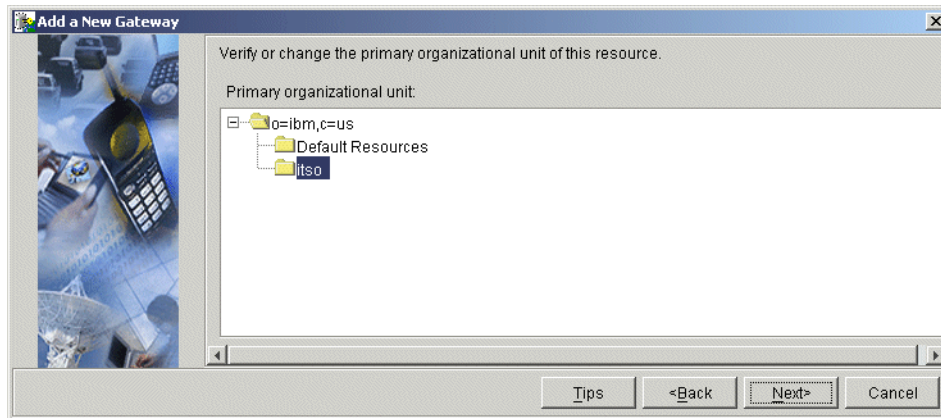 Add a New Gateway
Verify or change the primary organizational unit of this resource.
Primary organizational unit:
o=ibm,c=us
Default Resources
itso
Tips
<Back
Next>
Cancel